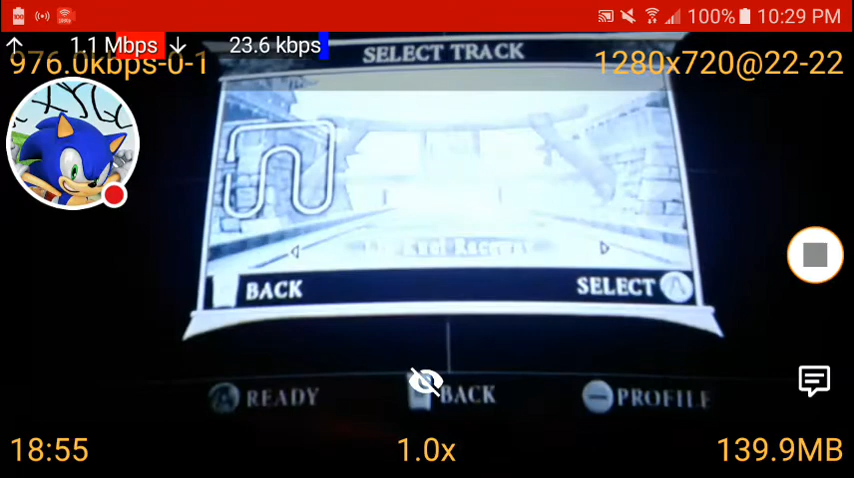 100% 10:29 PM
1.1 Mbps 23.6 kbps
976.0kbps-0-1
1280x720@22-22
SELECT TRACK
Raceway
BACK
SELECT A
READY
BACK
PROFILE
18:55
1.0x
139.9MB